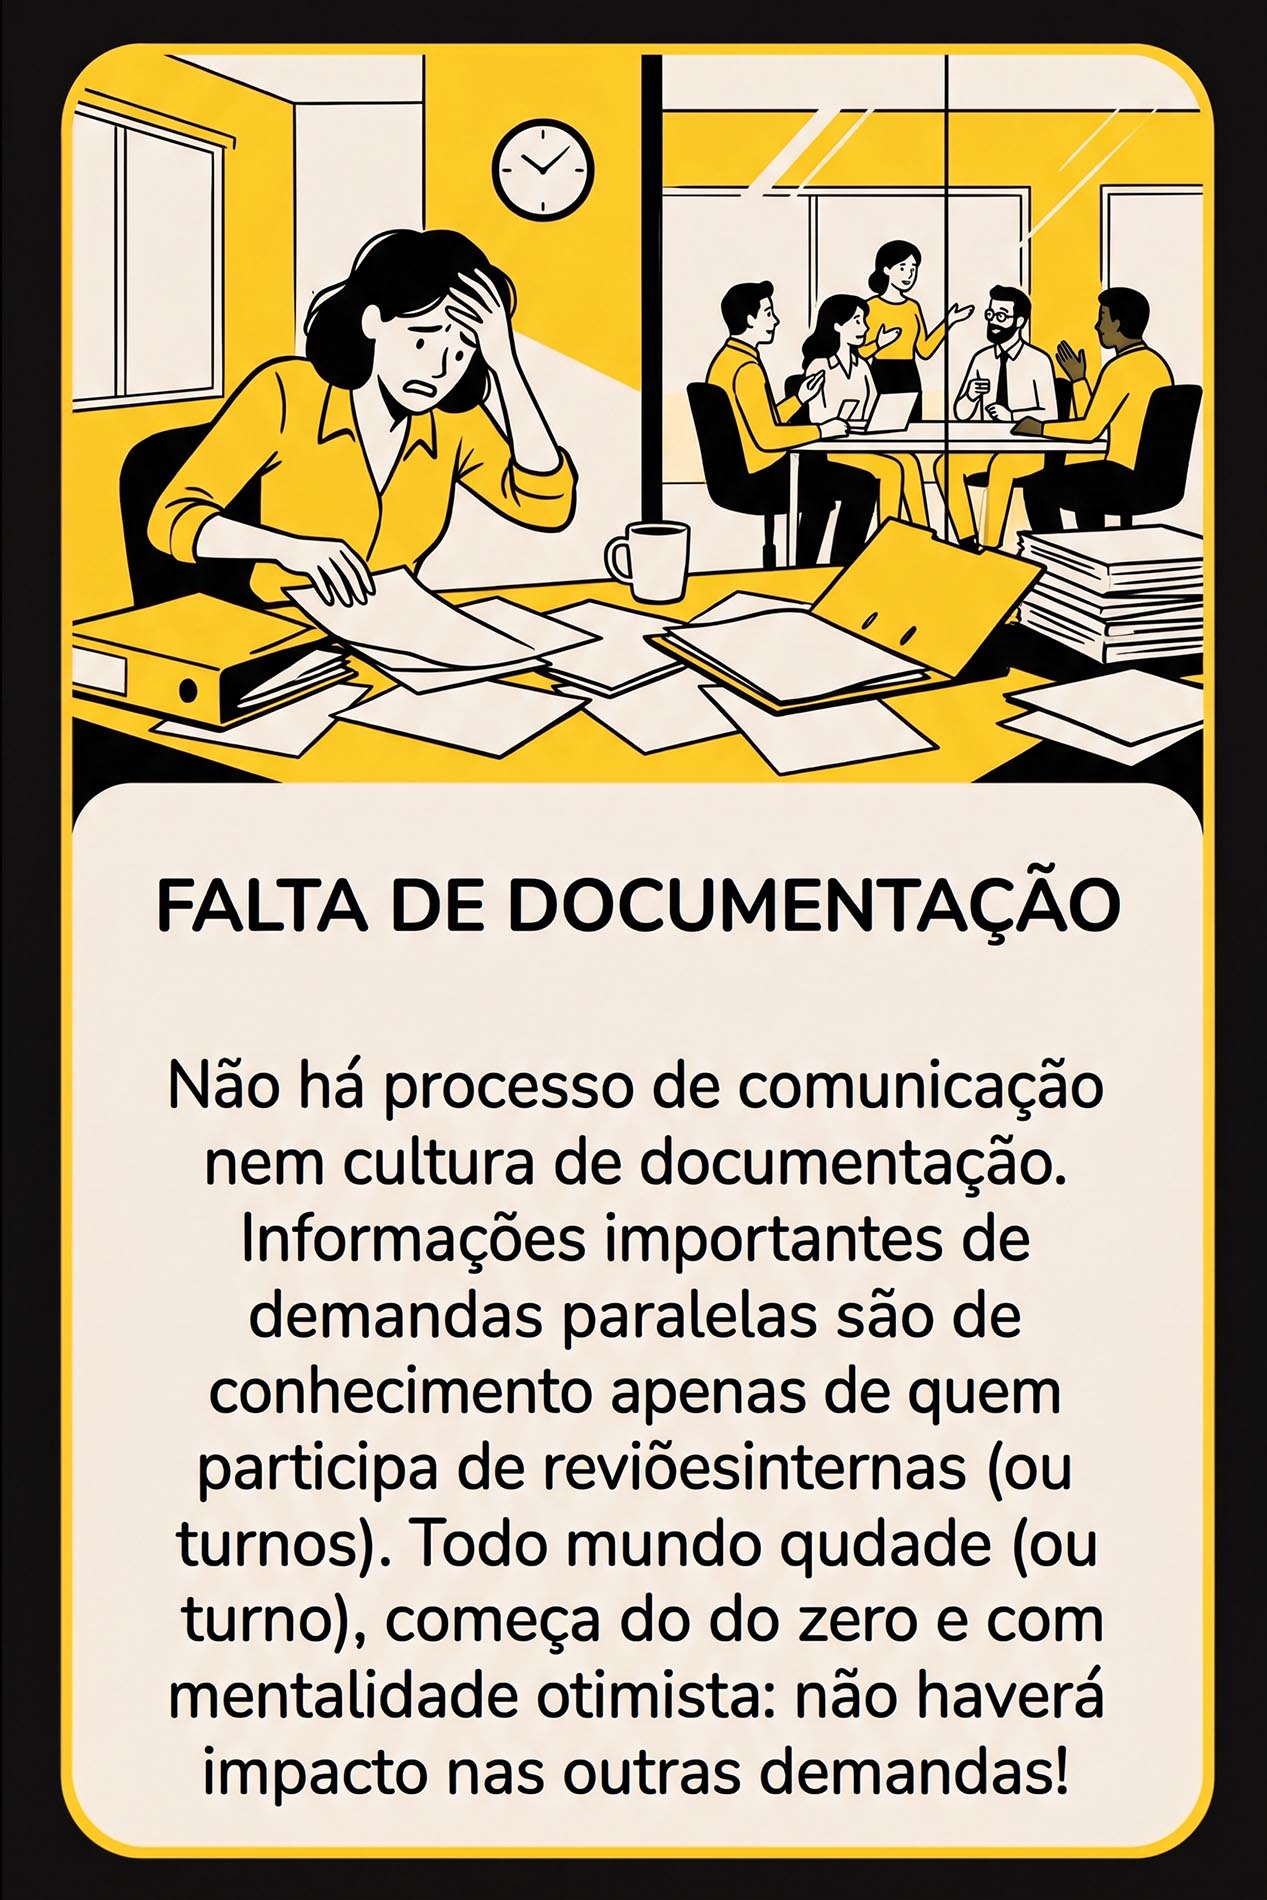 FALTA DE DOCUMENTAÇÃO
Não há processo de comunicação
nem cultura de documentação.
Informações importantes de
demandas paralelas são de
conhecimento apenas de quem
participa de reviõesinternas (ou
turnos). Todo mundo qudade (ou
turno), começa do do zero e com
mentalidade otimista: não haverá
impacto nas outras demandas!